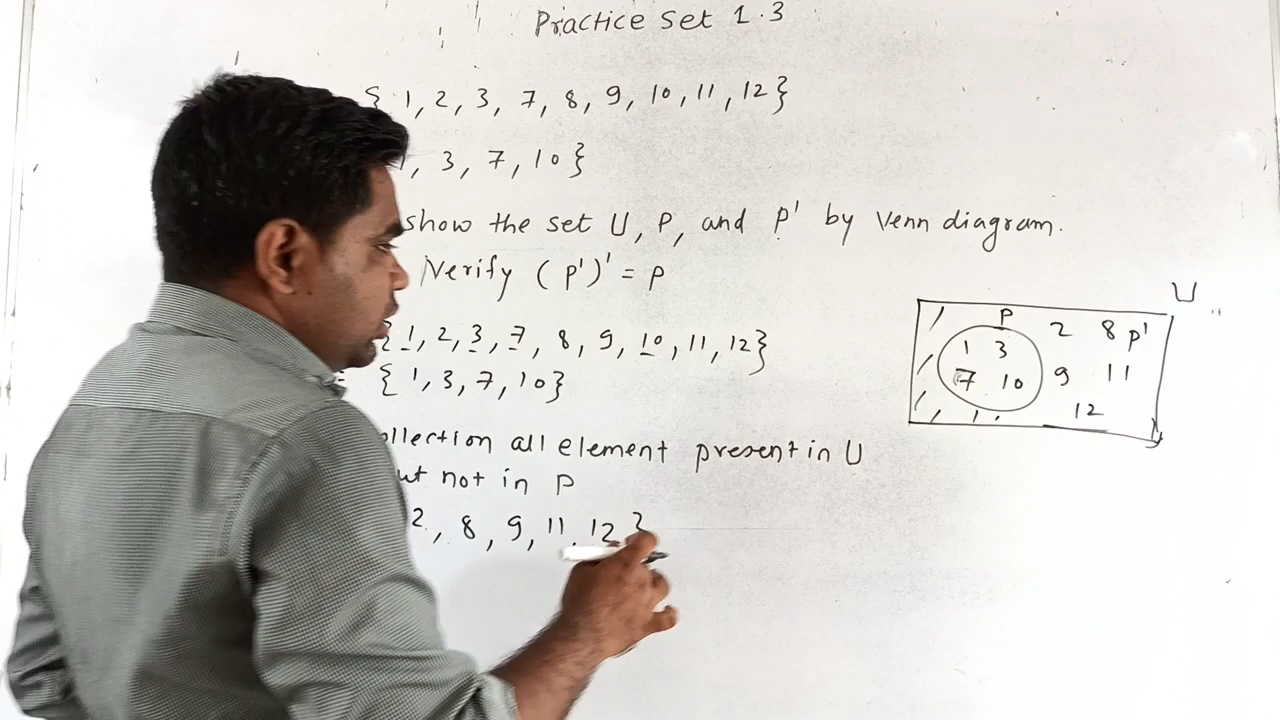 Practice Set 1.3
{ 1, 2, 3, 7, 8, 9, 10, 11, 12 }
1, 3, 7, 10 }
show the set U, P, and P' by Venn diagram.
Verify ( P')' = P
{ 1, 2, 3, 7, 8, 9, 10, 11, 12 }
= { 1, 3, 7, 10 }
ollection all element present in U
ut not in P
2, 8, 9, 11, 12 }
U
P 2 8 P'
1 3
7 10 9 11
12